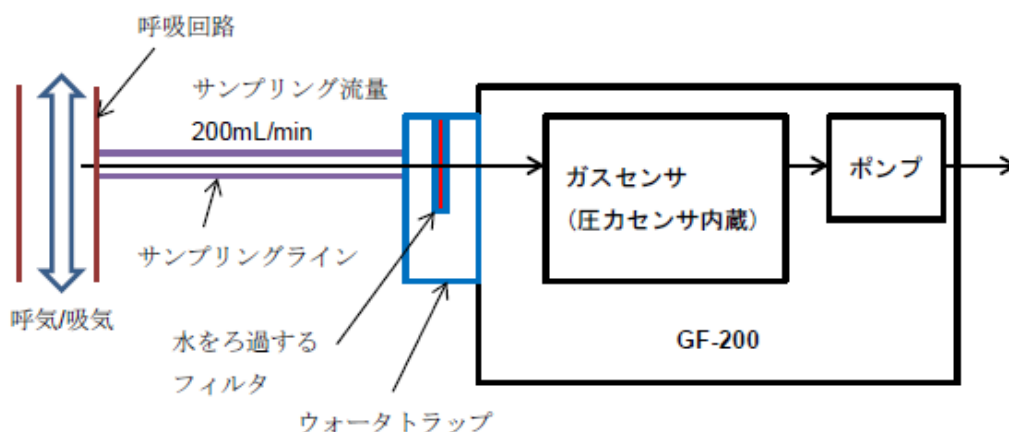 呼吸回路
サンプリング流量
200mL/min
サンプリングライン
呼気/吸気
水をろ過する
フィルタ
ウォータトラップ
ガスセンサ
(圧力センサ内蔵)
ポンプ
GF-200